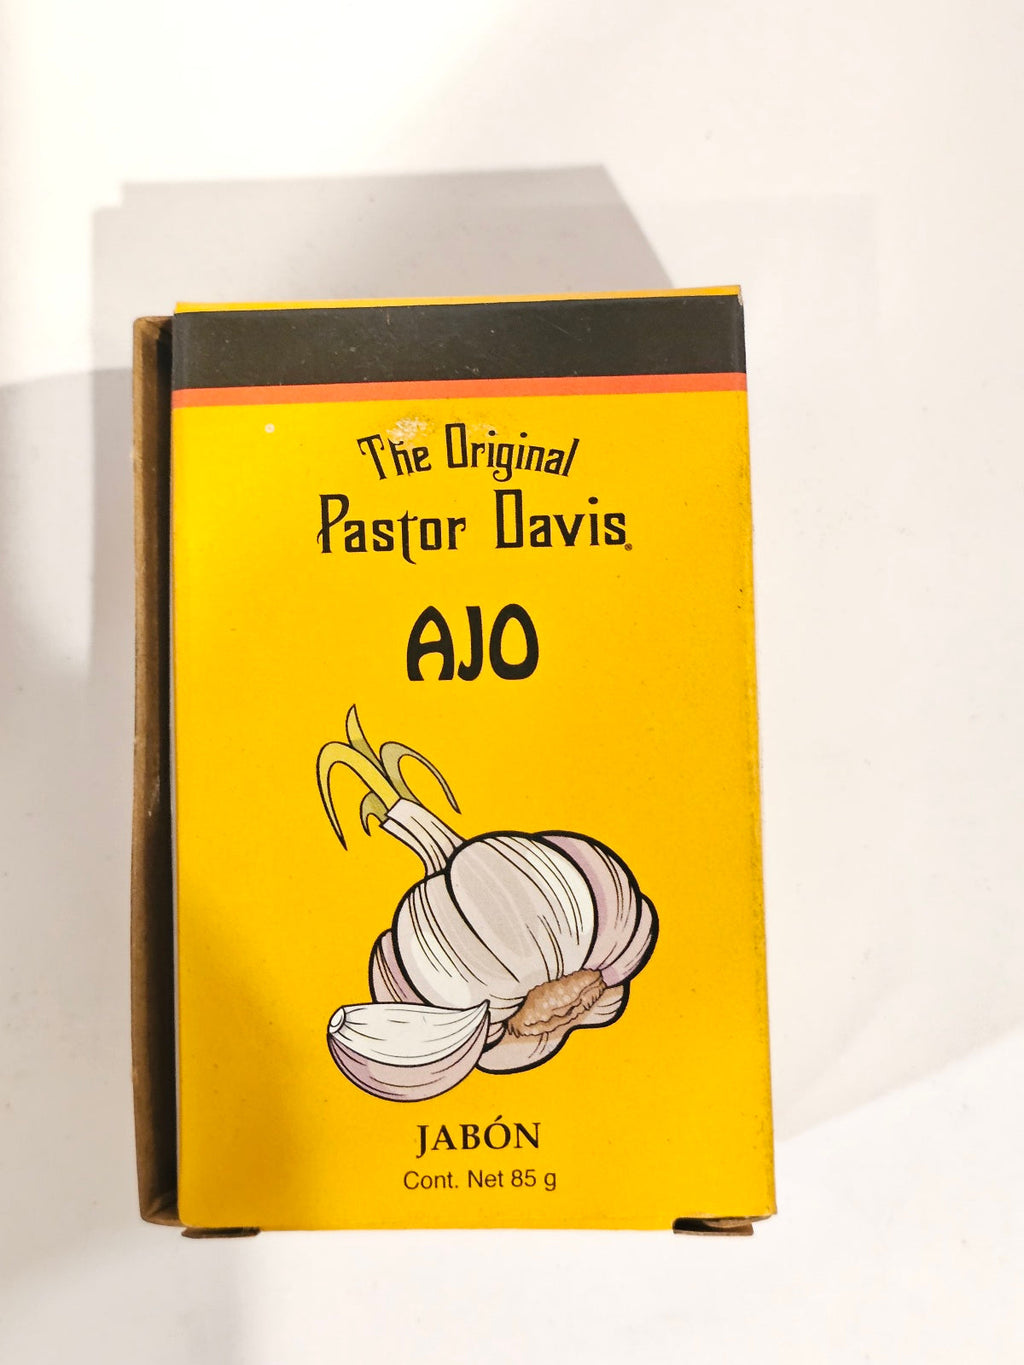 The Original
Pastor Davis®
AJO
JABÓN
Cont. Net 85 g